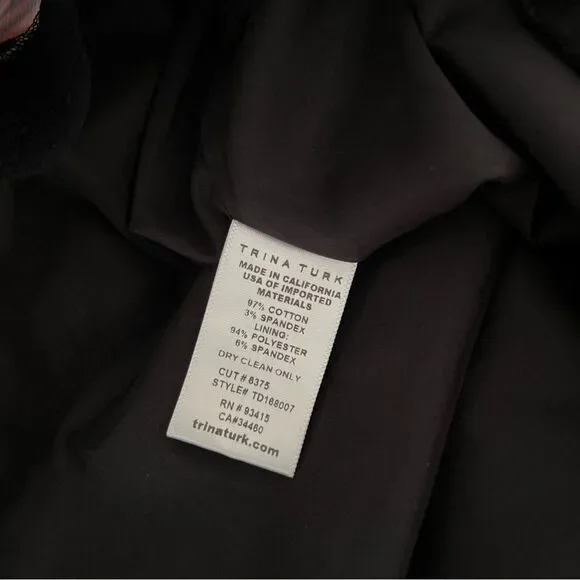 TRINA TURK
MADE IN CALIFORNIA
USA OF IMPORTED
MATERIALS
97% COTTON
3% SPANDEX
LINING:
94% POLYESTER
6% SPANDEX
DRY CLEAN ONLY
CUT # 6375
STYLE# TD168007
RN # 93415
CA#34460
trinaturk.com